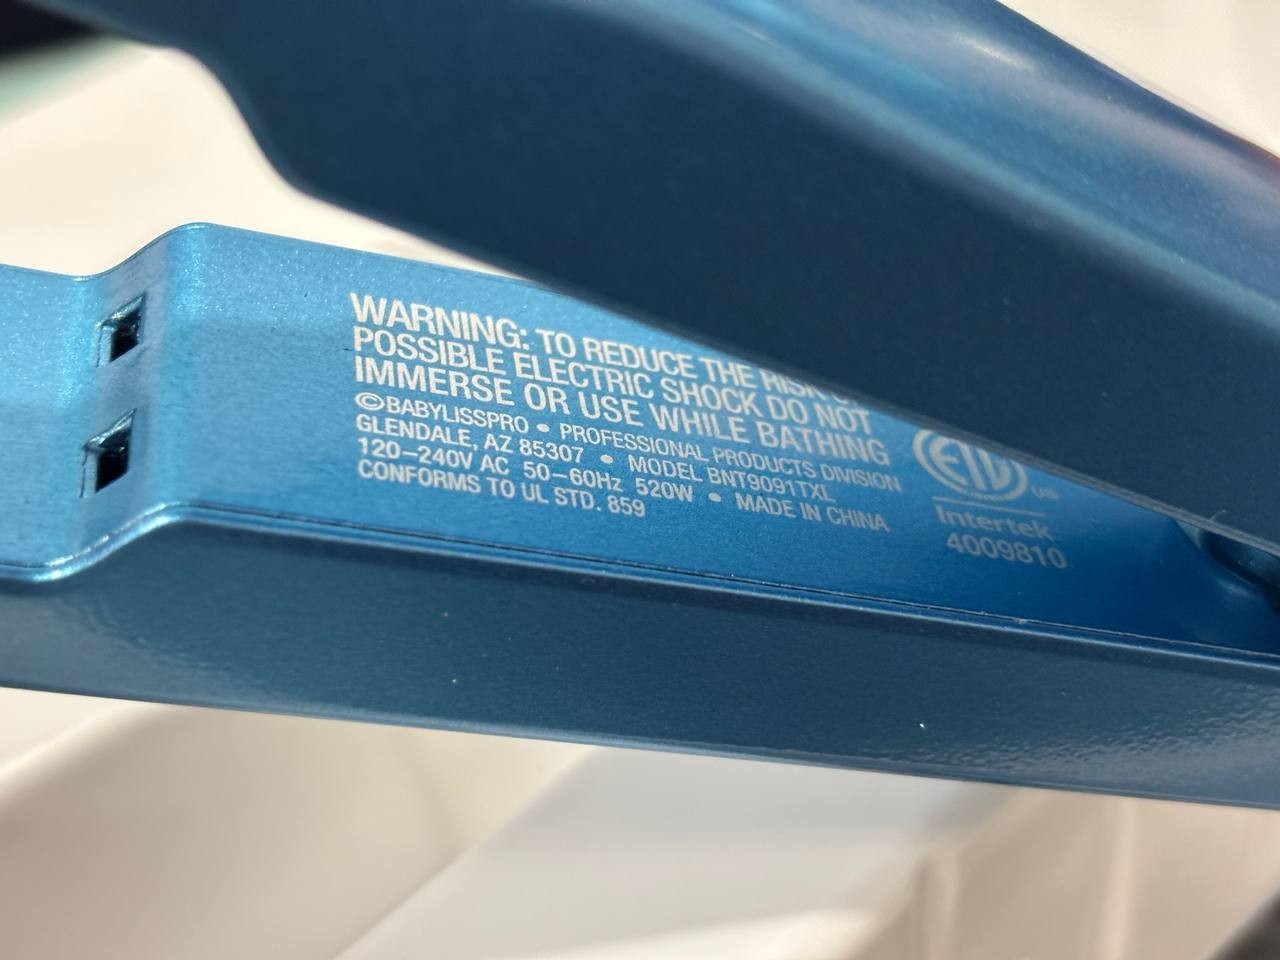 WARNING: TO REDUCE THE RISK
POSSIBLE ELECTRIC SHOCK DO NOT
IMMERSE OR USE WHILE BATHING
©BABYLISSPRO • PROFESSIONAL PRODUCTS DIVISION
GLENDALE, AZ 85307 • MODEL BNT9091TXL
120–240V AC 50–60Hz 520W • MADE IN CHINA
CONFORMS TO UL STD. 859
ETL US
Intertek
4009810